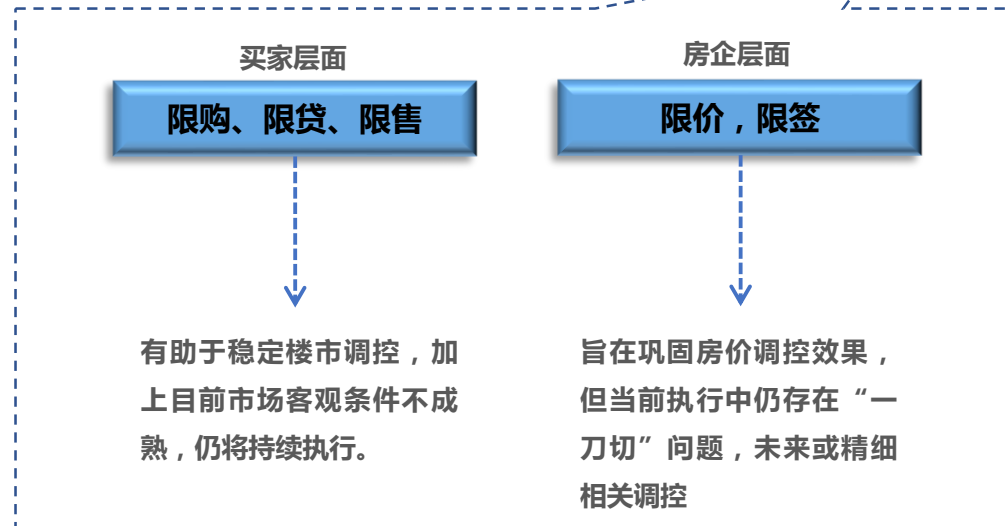 买家层面
限购、限贷、限售
有助于稳定楼市调控，加
上目前市场客观条件不成
熟，仍将持续执行。
房企层面
限价，限签
旨在巩固房价调控效果，
但当前执行中仍存在“一
刀切”问题，未来或精细
相关调控